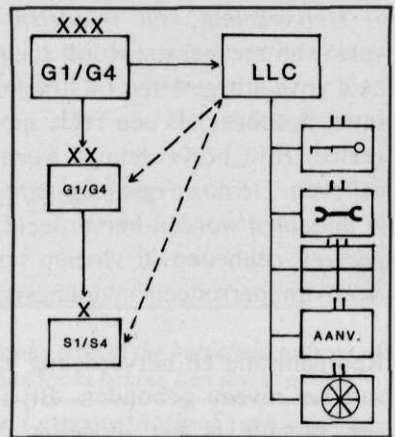 XXX
G1/G4
LLC
XX
G1/G4
X
S1/S4
AANV.